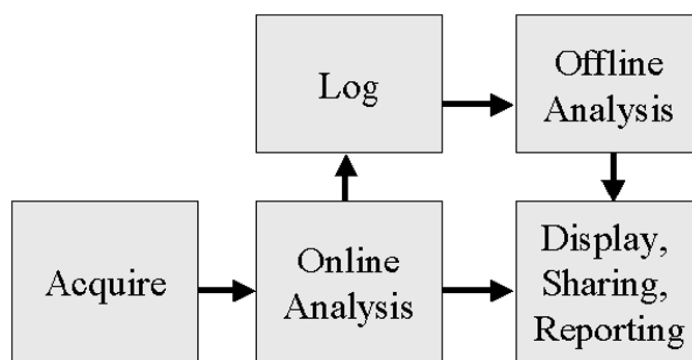 Log
Offline
Analysis
Acquire
Online
Analysis
Display,
Sharing,
Reporting